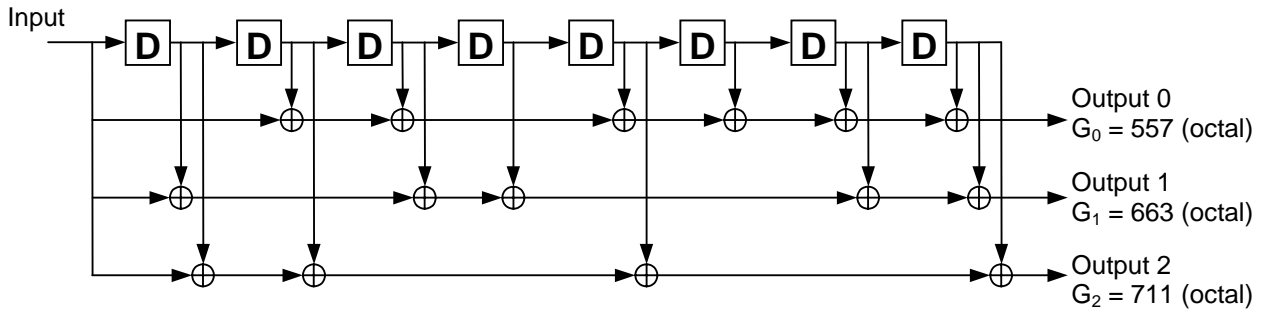 Input
D D D D D D D D
Output 0
G₀ = 557 (octal)
Output 1
G₁ = 663 (octal)
Output 2
G₂ = 711 (octal)